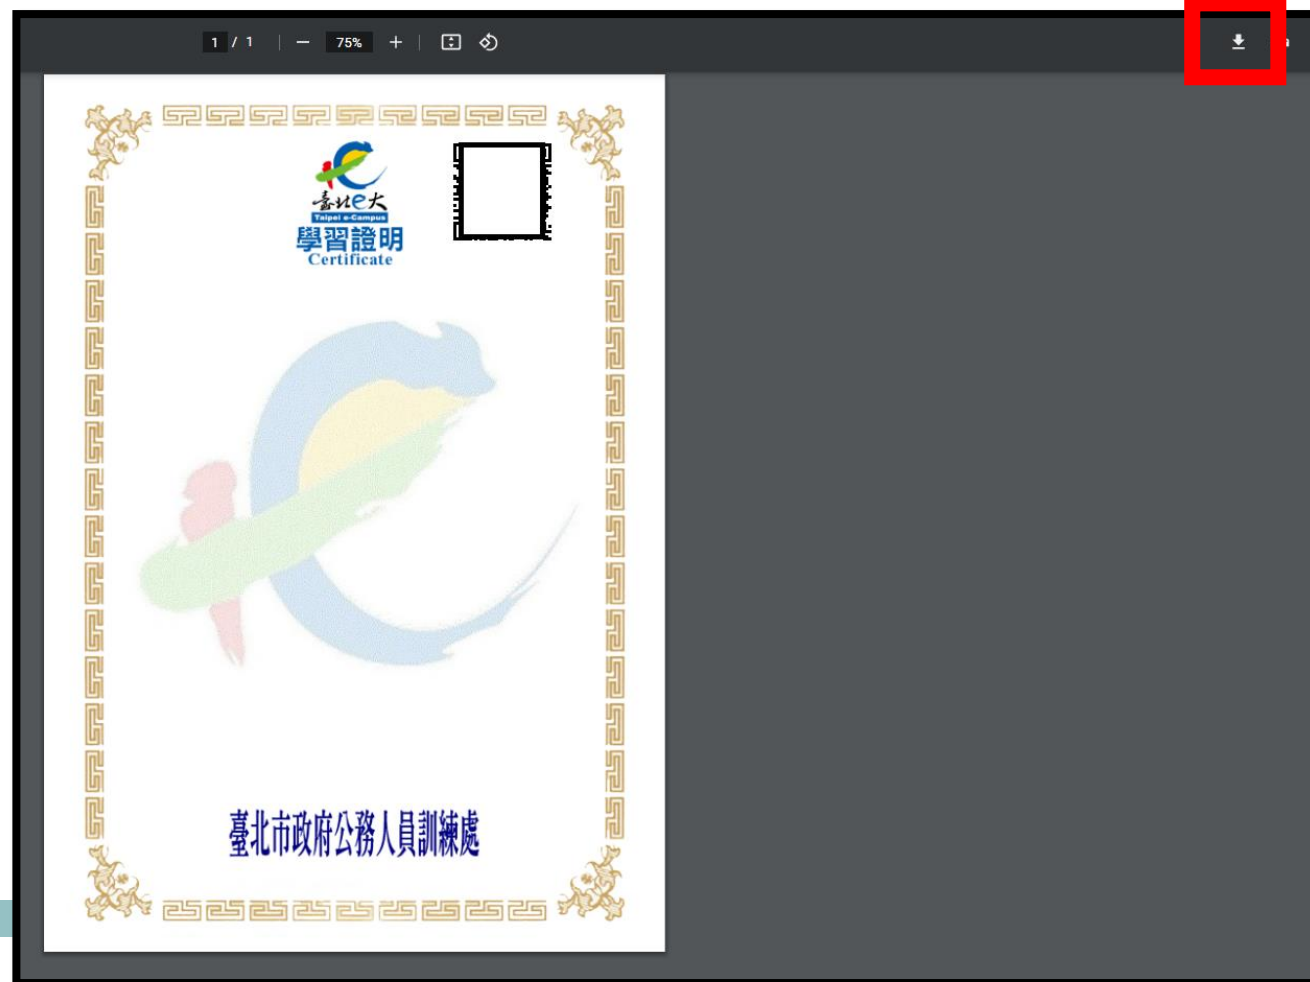 1 / 1
75%
臺北e大
Taipei e-Campus
學習證明
Certificate
臺北市政府公務人員訓練處